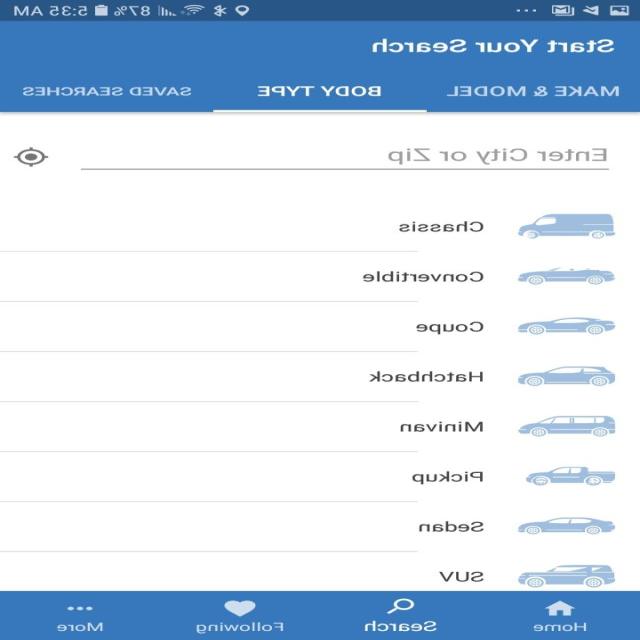 87% 5:35 AM
Start Your Search
MAKE & MODEL BODY TYPE SAVED SEARCHES
Enter City or Zip
Chassis
Convertible
Coupe
Hatchback
Minivan
Pickup
Sedan
SUV
Home Search Following More